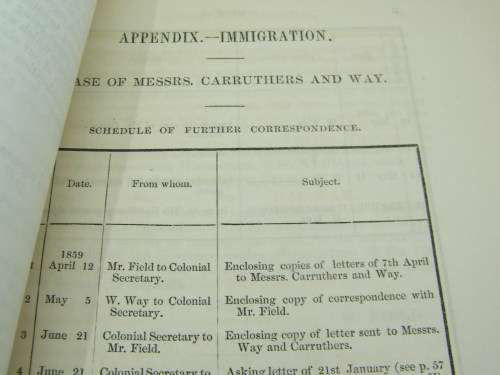 APPENDIX.—IMMIGRATION.
ASE OF MESSRS. CARRUTHERS AND WAY.
SCHEDULE OF FURTHER CORRESPONDENCE.
Date. From whom. Subject.
1859
1 April 12 Mr. Field to Colonial Enclosing copies of letters of 7th April
Secretary. to Messrs. Carruthers and Way.
2 May 5 W. Way to Colonial Enclosing copy of correspondence with
Secretary. Mr. Field.
3 June 21 Colonial Secretary to Enclosing copy of letter sent to Messrs.
Mr. Field. Way and Carruthers.
4 June 21 Colonial Secretary to Asking letter of 21st January (see p. 57